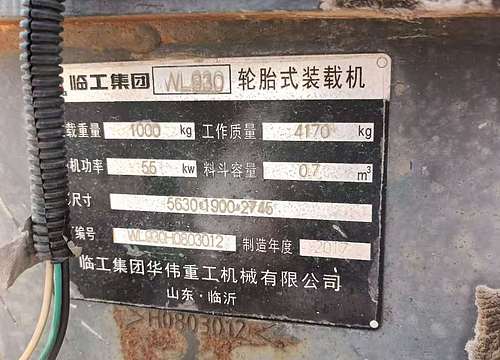 临工集团 WL930 轮胎式装载机
载重量 1000 kg 工作质量 4170 kg
机功率 55 kw 料斗容量 0.7 m³
尺寸 5630*1900*2745
编号 WL930H0803012 制造年度 2017
临工集团华伟重工机械有限公司
山东·临沂
H0803012